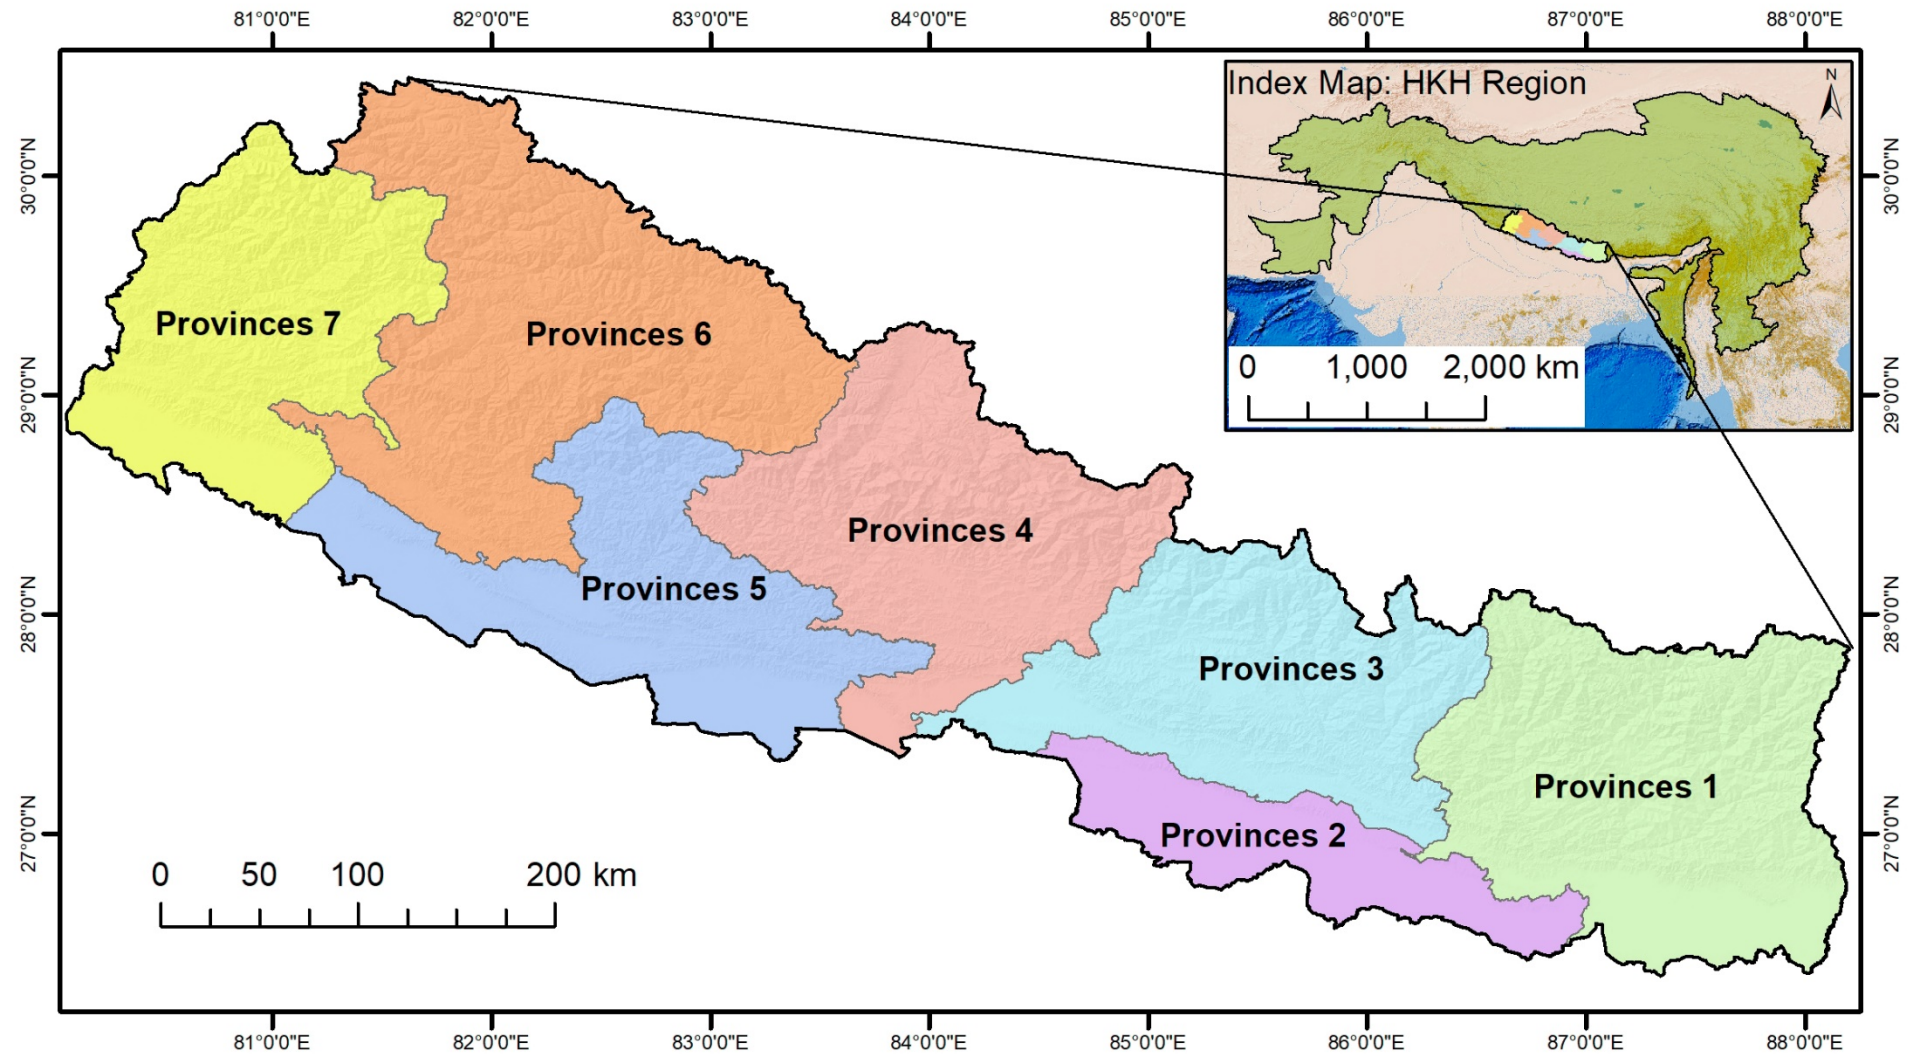 81°0'0"E 82°0'0"E 83°0'0"E 84°0'0"E 85°0'0"E 86°0'0"E 87°0'0"E 88°0'0"E
Index Map: HKH Region
N
30°0'0"N
30°0'0"N
Provinces 7
Provinces 6
0 1,000 2,000 km
29°0'0"N
29°0'0"N
Provinces 4
Provinces 5
28°0'0"N
28°0'0"N
Provinces 3
Provinces 1
Provinces 2
27°0'0"N
27°0'0"N
0 50 100 200 km
81°0'0"E 82°0'0"E 83°0'0"E 84°0'0"E 85°0'0"E 86°0'0"E 87°0'0"E 88°0'0"E